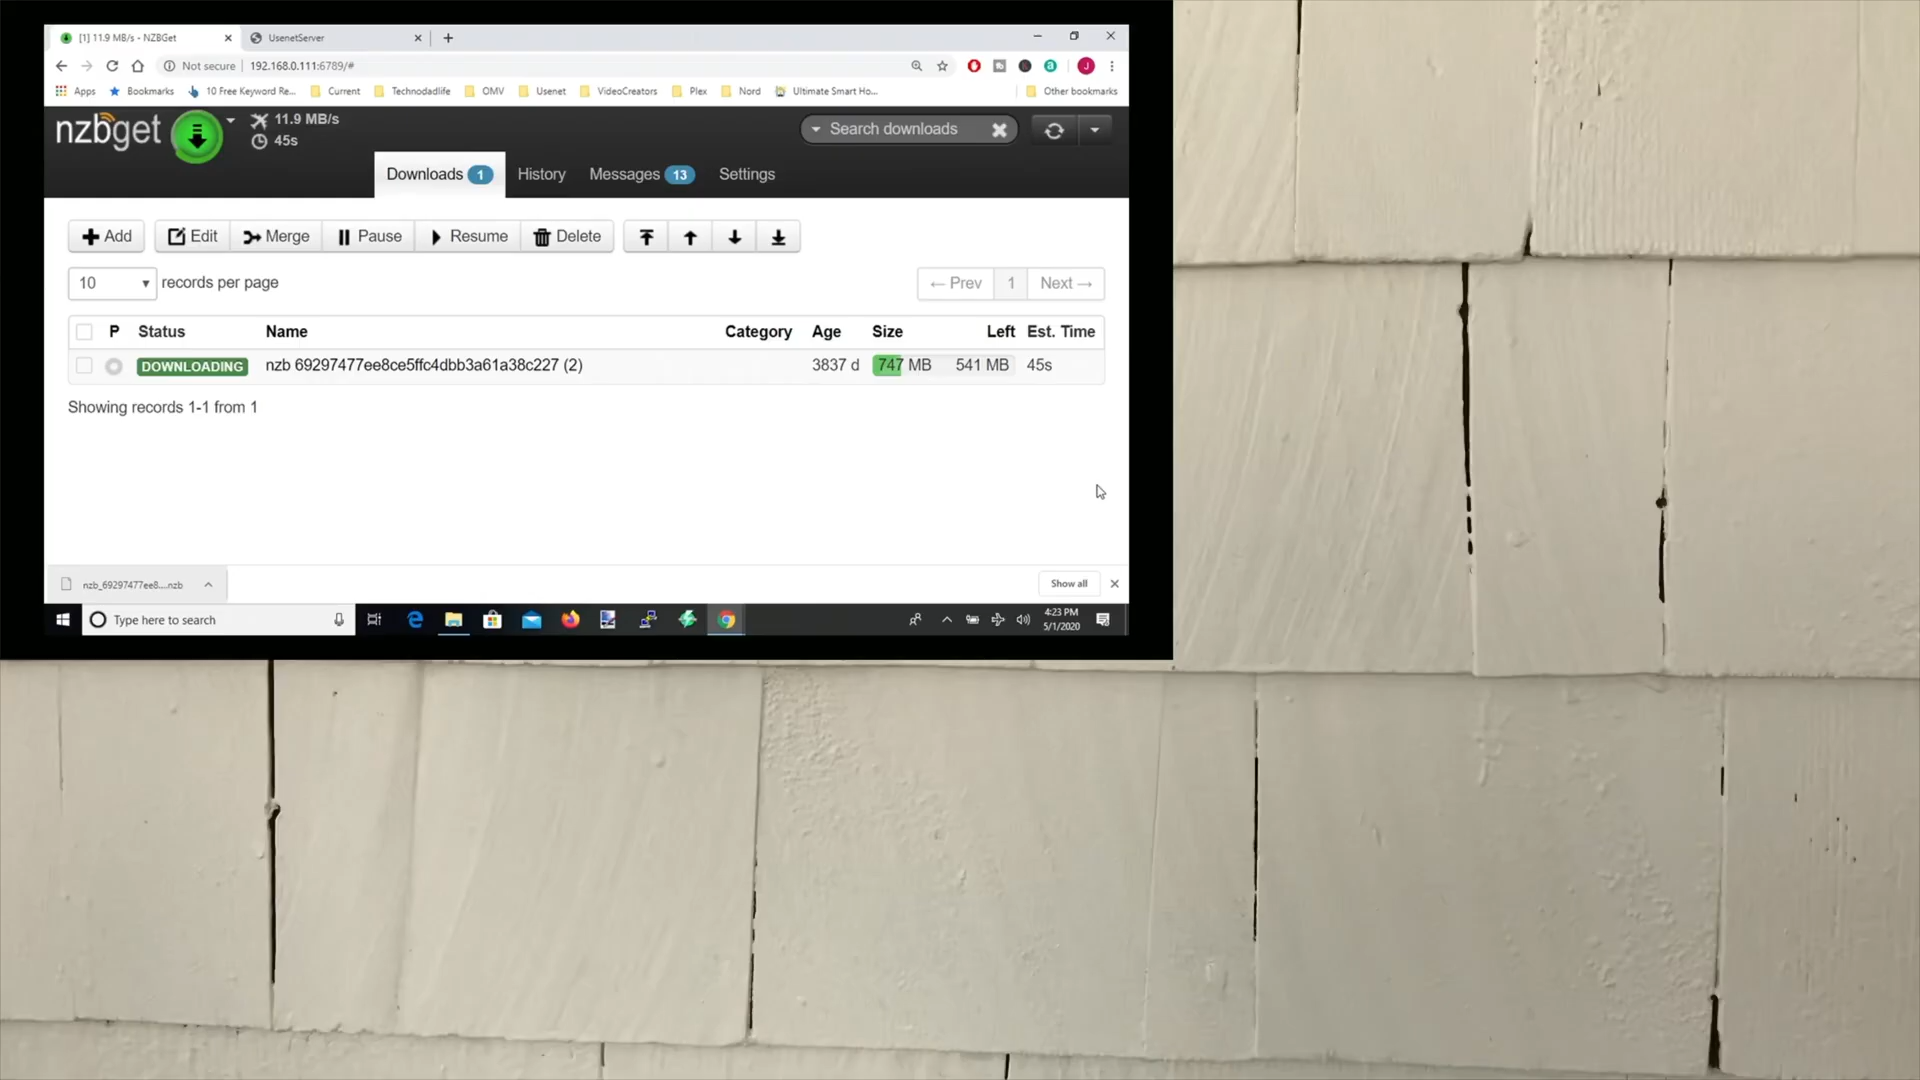 [1] 11.9 MB/s - NZBGet
UsenetServer
Not secure 192.168.0.111:6789/#
Apps Bookmarks 10 Free Keyword Re... Current Technodadlife OMV Usenet VideoCreators Plex Nord Ultimate Smart Ho... Other bookmarks
nzbget 11.9 MB/s
45s
Search downloads
Downloads 1 History Messages 13 Settings
Add Edit Merge Pause Resume Delete
10 records per page
← Prev 1 Next →
P Status Name Category Age Size Left Est. Time
DOWNLOADING nzb 69297477ee8ce5ffc4dbb3a61a38c227 (2) 3837 d 747 MB 541 MB 45s
Showing records 1-1 from 1
nzb_69297477ee8....nzb
Show all
Type here to search
4:23 PM
5/1/2020